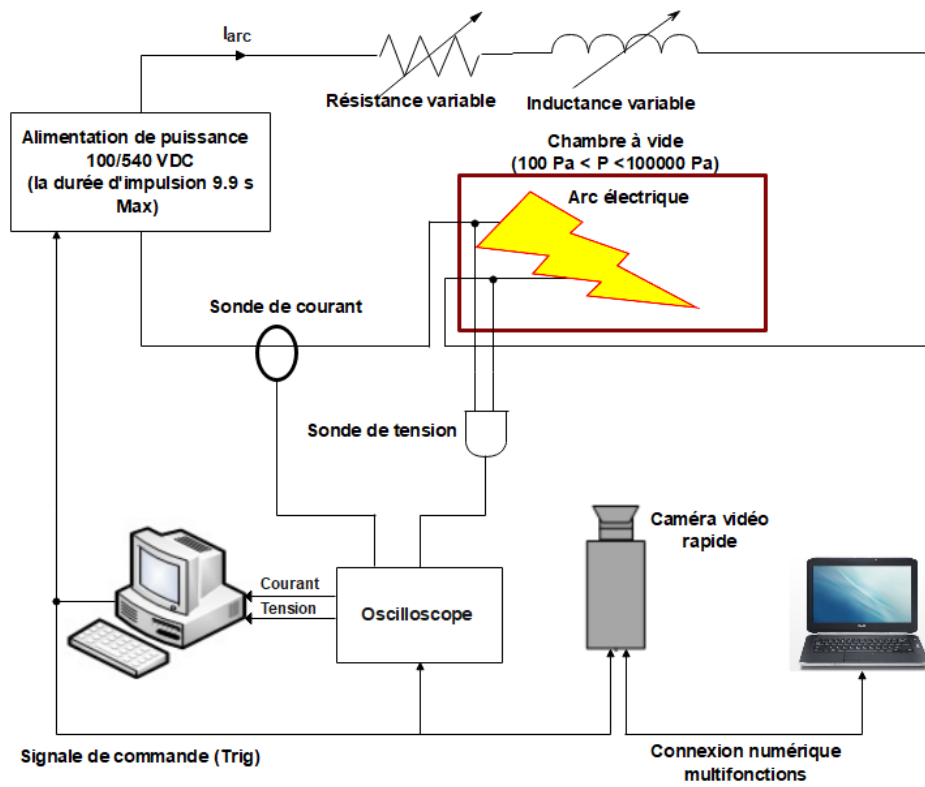 Iarc
Résistance variable
Inductance variable
Alimentation de puissance
100/540 VDC
(la durée d'impulsion 9.9 s
Max)
Chambre à vide
(100 Pa < P <100000 Pa)
Arc électrique
Sonde de courant
Sonde de tension
Caméra vidéo
rapide
Courant
Tension
Oscilloscope
Signale de commande (Trig)
Connexion numérique
multifonctions